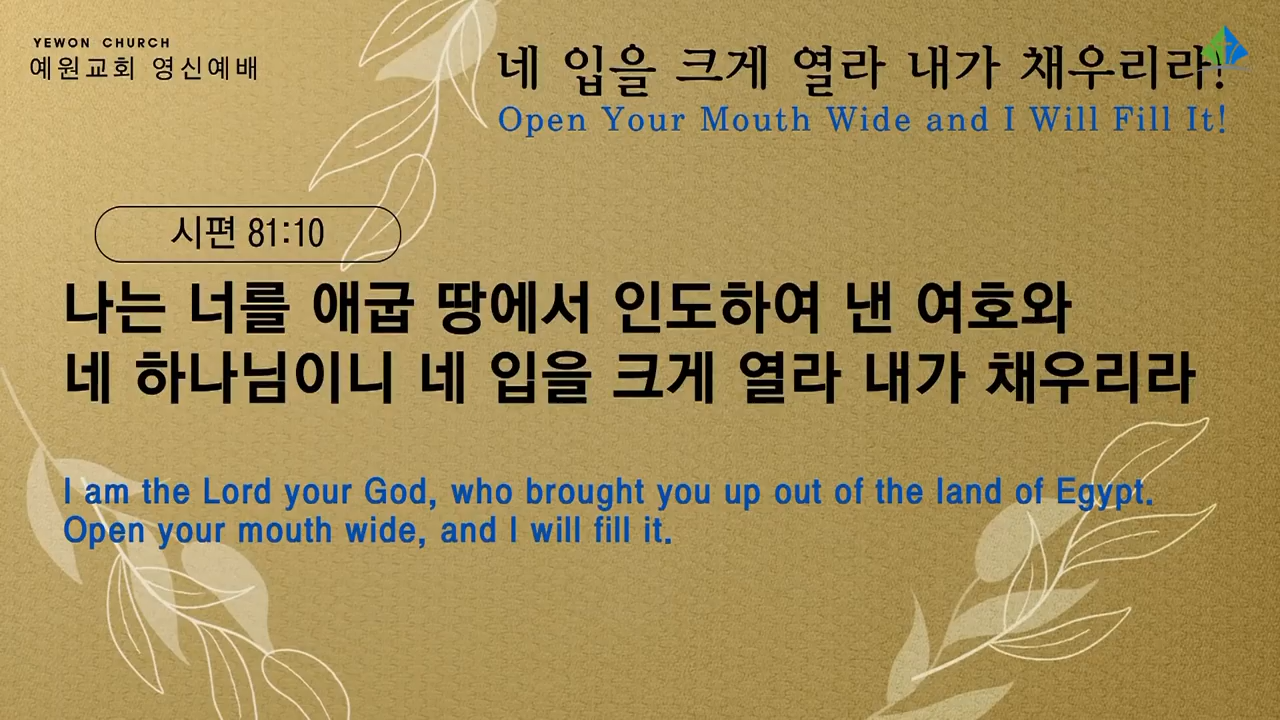 YEWON CHURCH
예원교회 영신예배
네 입을 크게 열라 내가 채우리라!
Open Your Mouth Wide and I Will Fill It!
시편 81:10
나는 너를 애굽 땅에서 인도하여 낸 여호와
네 하나님이니 네 입을 크게 열라 내가 채우리라
I am the Lord your God, who brought you up out of the land of Egypt.
Open your mouth wide, and I will fill it.